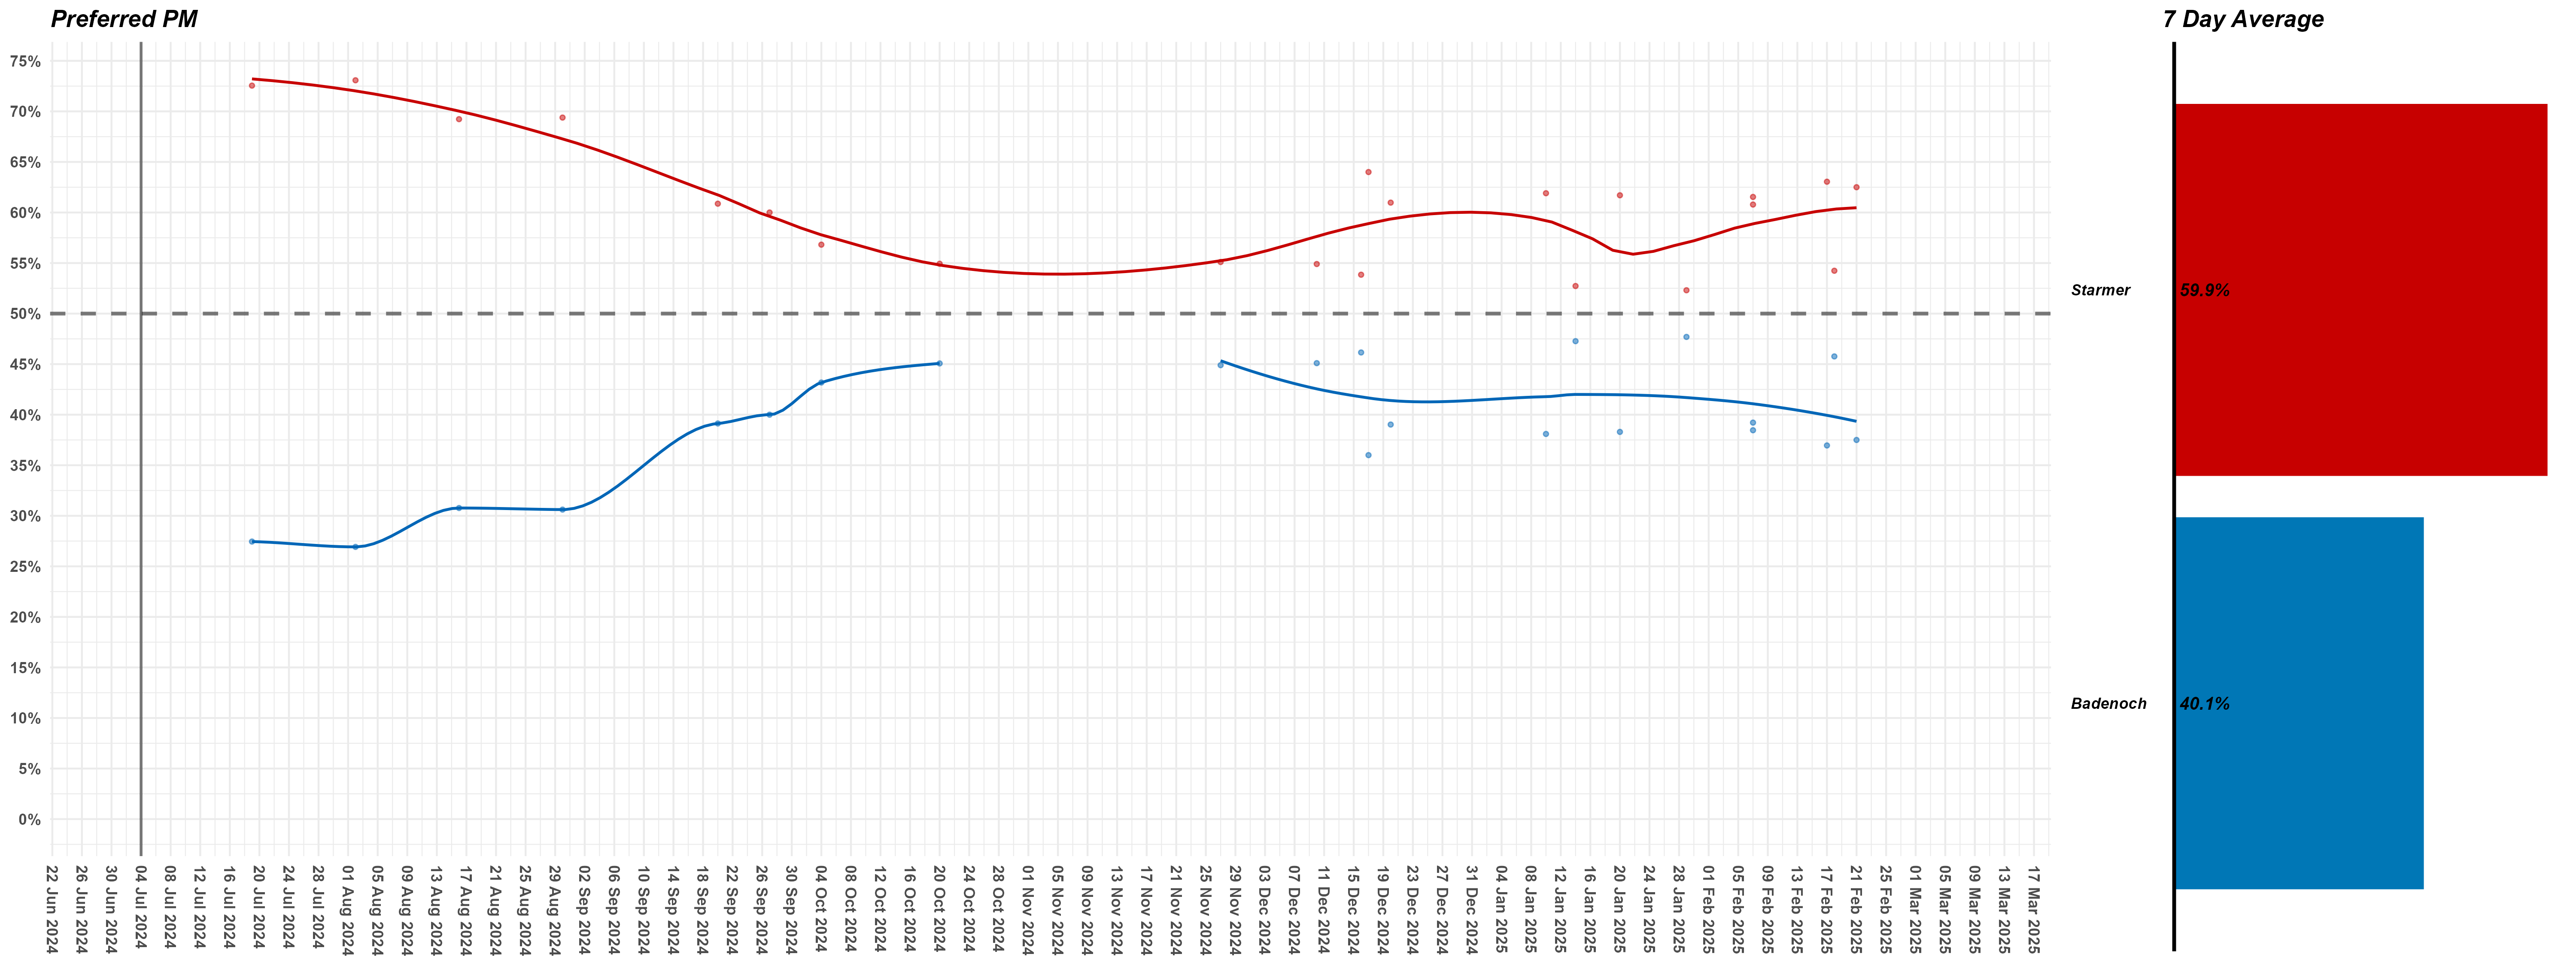 Preferred PM
7 Day Average
75%
70%
65%
60%
55%
50%
45%
40%
35%
30%
25%
20%
15%
10%
5%
0%
22 Jun 2024
26 Jun 2024
30 Jun 2024
04 Jul 2024
08 Jul 2024
12 Jul 2024
16 Jul 2024
20 Jul 2024
24 Jul 2024
28 Jul 2024
01 Aug 2024
05 Aug 2024
09 Aug 2024
13 Aug 2024
17 Aug 2024
21 Aug 2024
25 Aug 2024
29 Aug 2024
02 Sep 2024
06 Sep 2024
10 Sep 2024
14 Sep 2024
18 Sep 2024
22 Sep 2024
26 Sep 2024
30 Sep 2024
04 Oct 2024
08 Oct 2024
12 Oct 2024
16 Oct 2024
20 Oct 2024
24 Oct 2024
28 Oct 2024
01 Nov 2024
05 Nov 2024
09 Nov 2024
13 Nov 2024
17 Nov 2024
21 Nov 2024
25 Nov 2024
29 Nov 2024
03 Dec 2024
07 Dec 2024
11 Dec 2024
15 Dec 2024
19 Dec 2024
23 Dec 2024
27 Dec 2024
31 Dec 2024
04 Jan 2025
08 Jan 2025
12 Jan 2025
16 Jan 2025
20 Jan 2025
24 Jan 2025
28 Jan 2025
01 Feb 2025
05 Feb 2025
09 Feb 2025
13 Feb 2025
17 Feb 2025
21 Feb 2025
25 Feb 2025
01 Mar 2025
05 Mar 2025
09 Mar 2025
13 Mar 2025
17 Mar 2025
Starmer
59.9%
Badenoch
40.1%